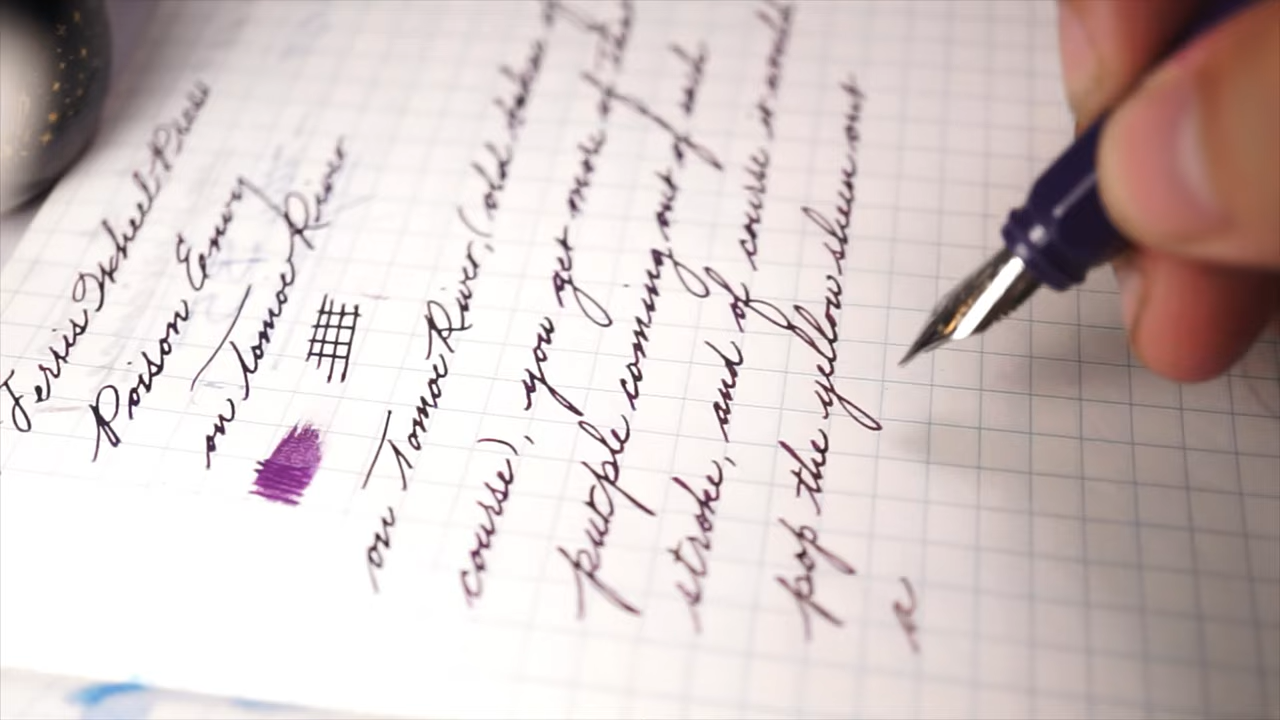 Ferris Wheel Press
Poison Envy
on Tomoe River
on Tomoe River, (old tomoe of
course), you get more of that
purple coming out of each
stroke, and of course it would
pop the yellow sheen out
a